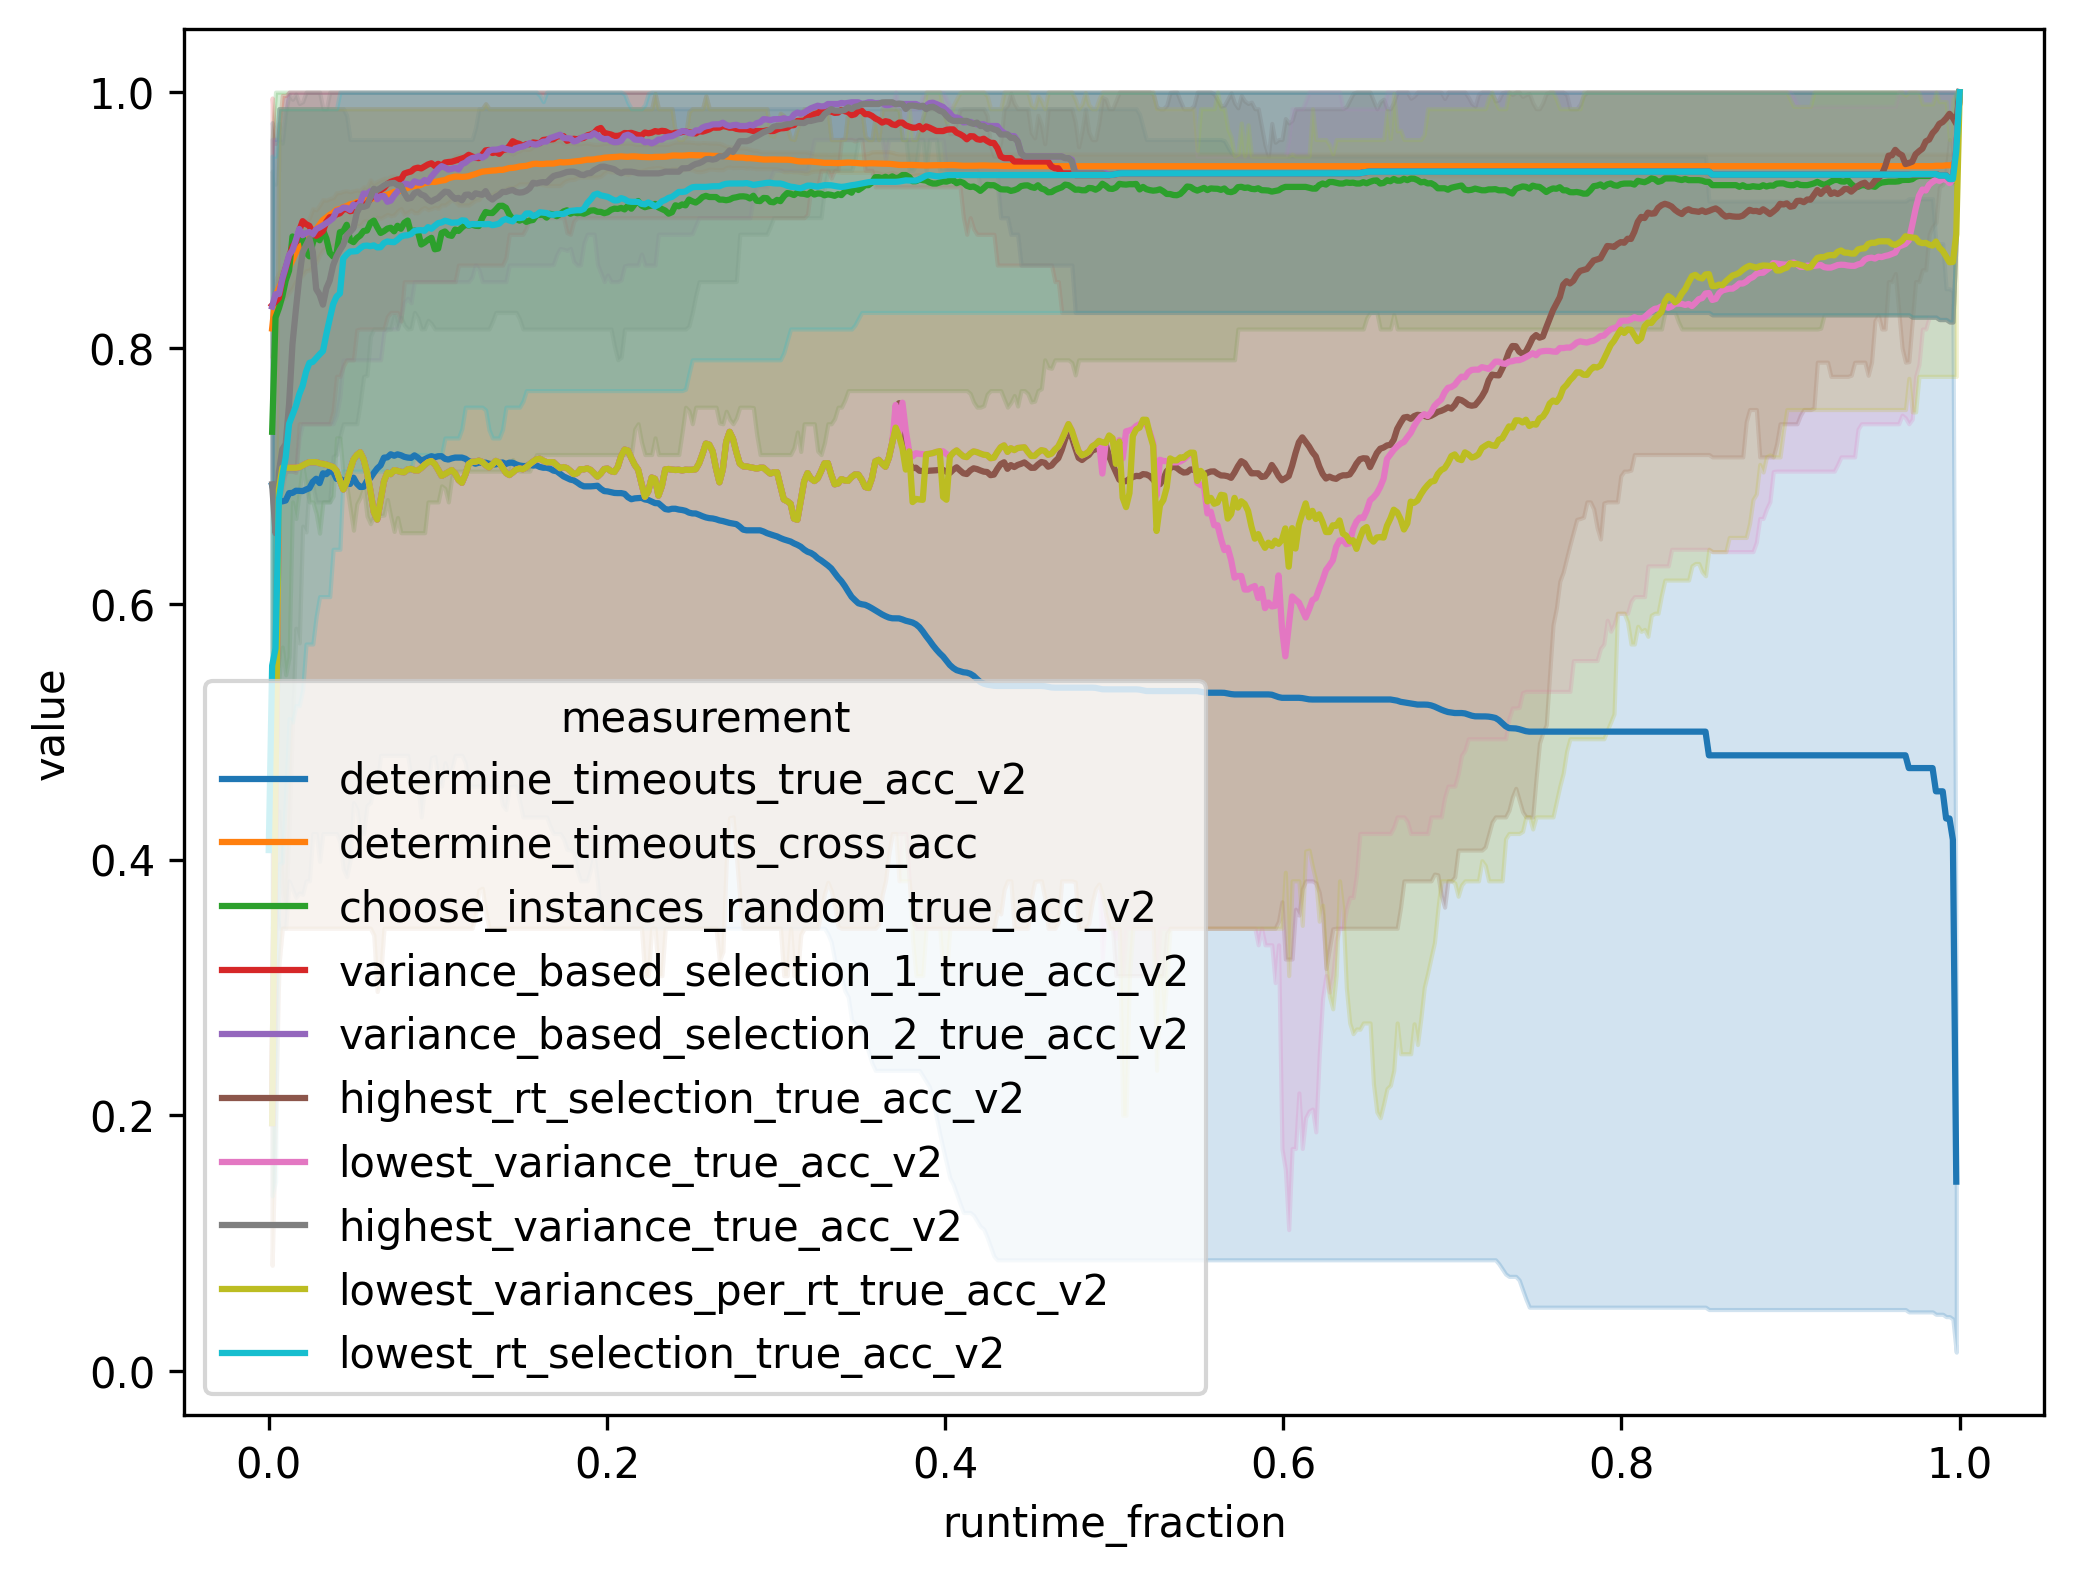 1.0
0.8
0.6
0.4
0.2
0.0
value
measurement
determine_timeouts_true_acc_v2
determine_timeouts_cross_acc
choose_instances_random_true_acc_v2
variance_based_selection_1_true_acc_v2
variance_based_selection_2_true_acc_v2
highest_rt_selection_true_acc_v2
lowest_variance_true_acc_v2
highest_variance_true_acc_v2
lowest_variances_per_rt_true_acc_v2
lowest_rt_selection_true_acc_v2
0.0 0.2 0.4 0.6 0.8 1.0
runtime_fraction